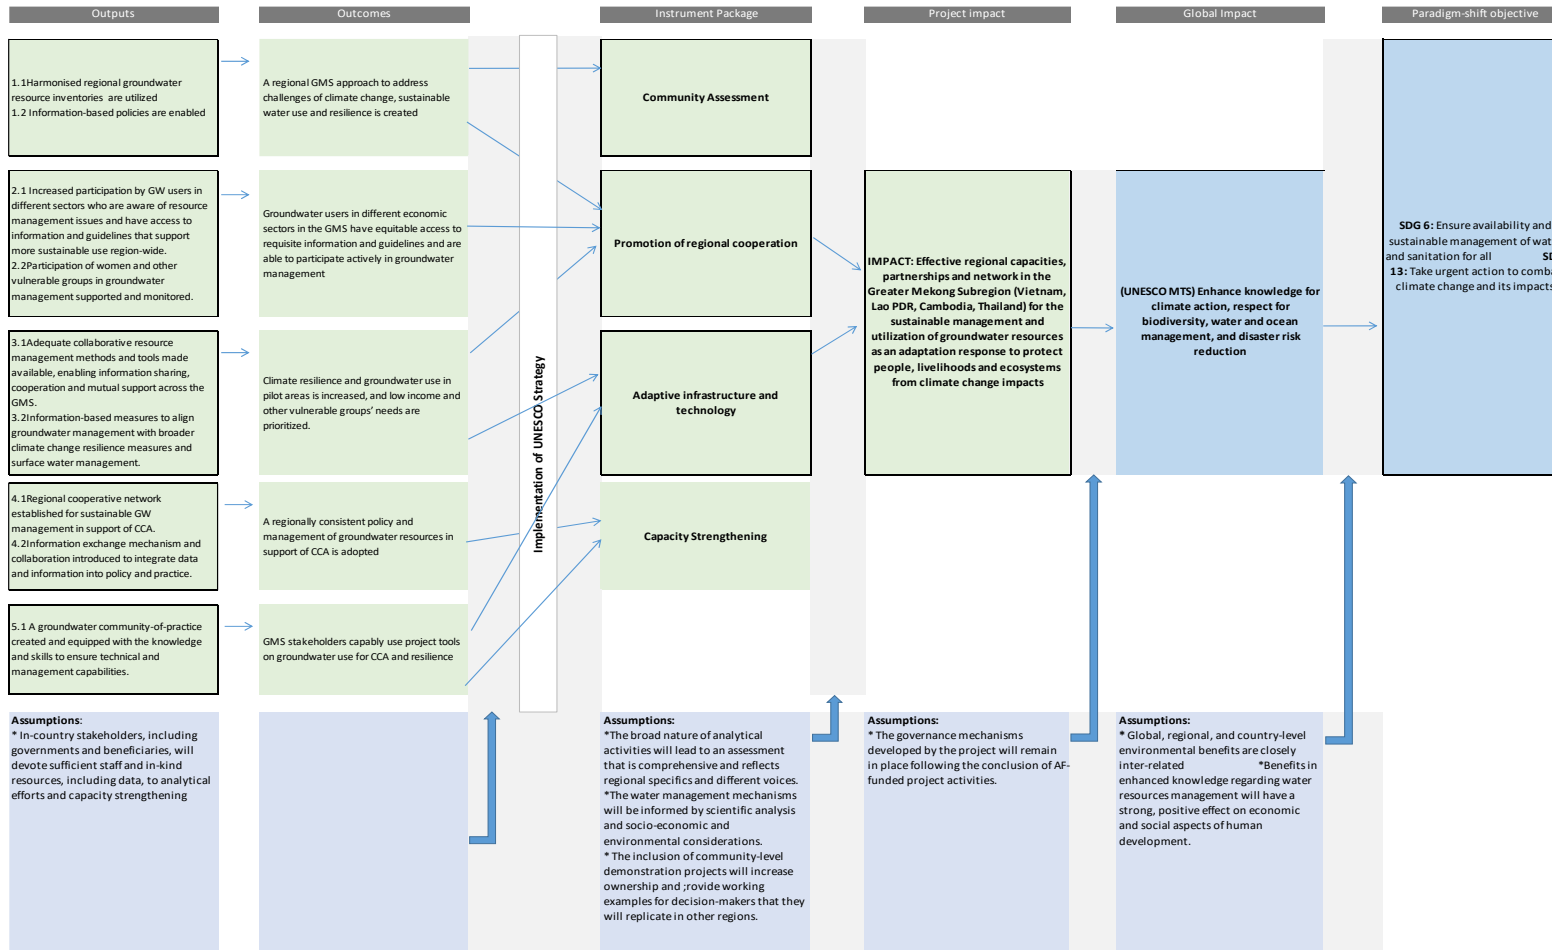 Outputs
Outcomes
Instrument Package
Project impact
Global Impact
Paradigm-shift objective
1.1Harmonised regional groundwater
resource inventories are utilized
1.2 Information-based policies are enabled
A regional GMS approach to address
challenges of climate change, sustainable
water use and resilience is created
Community Assessment
2.1 Increased participation by GW users in
different sectors who are aware of resource
management issues and have access to
information and guidelines that support
more sustainable use region-wide.
2.2Participation of women and other
vulnerable groups in groundwater
management supported and monitored.
Groundwater users in different economic
sectors in the GMS have equitable access to
requisite information and guidelines and are
able to participate actively in groundwater
management
Promotion of regional cooperation
3.1Adequate collaborative resource
management methods and tools made
available, enabling information sharing,
cooperation and mutual support across the
GMS.
3.2Information-based measures to align
groundwater management with broader
climate change resilience measures and
surface water management.
Climate resilience and groundwater use in
pilot areas is increased, and low income and
other vulnerable groups' needs are
prioritized.
Adaptive infrastructure and
technology
4.1Regional cooperative network
established for sustainable GW
management in support of CCA.
4.2Information exchange mechanism and
collaboration introduced to integrate data
and information into policy and practice.
A regionally consistent policy and
management of groundwater resources in
support of CCA is adopted
Capacity Strengthening
5.1 A groundwater community-of-practice
created and equipped with the knowledge
and skills to ensure technical and
management capabilities.
GMS stakeholders capably use project tools
on groundwater use for CCA and resilience
Implementation of UNESCO Strategy
IMPACT: Effective regional capacities,
partnerships and network in the
Greater Mekong Subregion (Vietnam,
Lao PDR, Cambodia, Thailand) for the
sustainable management and
utilization of groundwater resources
as an adaptation response to protect
people, livelihoods and ecosystems
from climate change impacts
(UNESCO MTS) Enhance knowledge for
climate action, respect for
biodiversity, water and ocean
management, and disaster risk
reduction
SDG 6: Ensure availability and
sustainable management of wat
and sanitation for all SD
13: Take urgent action to comba
climate change and its impacts
Assumptions:
* In-country stakeholders, including
governments and beneficiaries, will
devote sufficient staff and in-kind
resources, including data, to analytical
efforts and capacity strengthening
Assumptions:
*The broad nature of analytical
activities will lead to an assessment
that is comprehensive and reflects
regional specifics and different voices.
*The water management mechanisms
will be informed by scientific analysis
and socio-economic and
environmental considerations.
* The inclusion of community-level
demonstration projects will increase
ownership and ;rovide working
examples for decision-makers that they
will replicate in other regions.
Assumptions:
* The governance mechanisms
developed by the project will remain
in place following the conclusion of AF-
funded project activities.
Assumptions:
* Global, regional, and country-level
environmental benefits are closely
inter-related *Benefits in
enhanced knowledge regarding water
resources management will have a
strong, positive effect on economic
and social aspects of human
development.